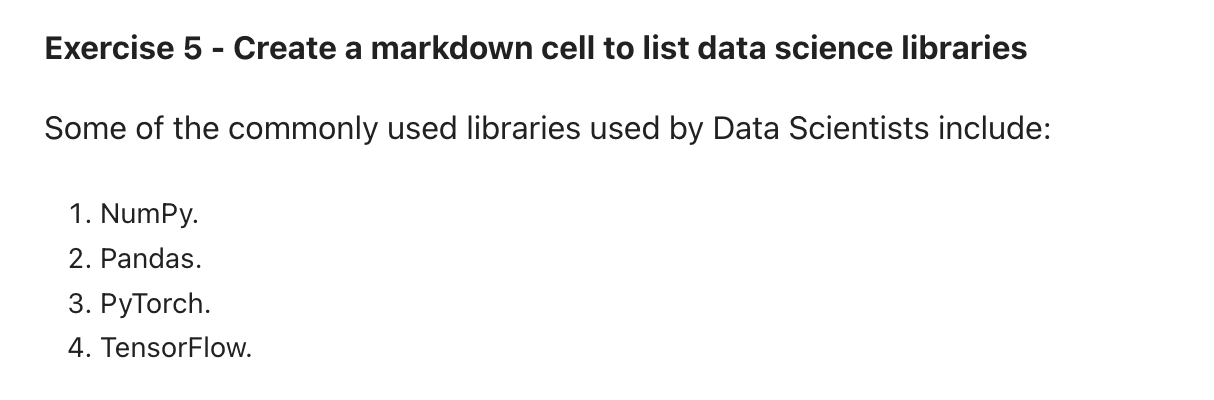 Exercise 5 - Create a markdown cell to list data science libraries
Some of the commonly used libraries used by Data Scientists include:
1. NumPy.
2. Pandas.
3. PyTorch.
4. TensorFlow.